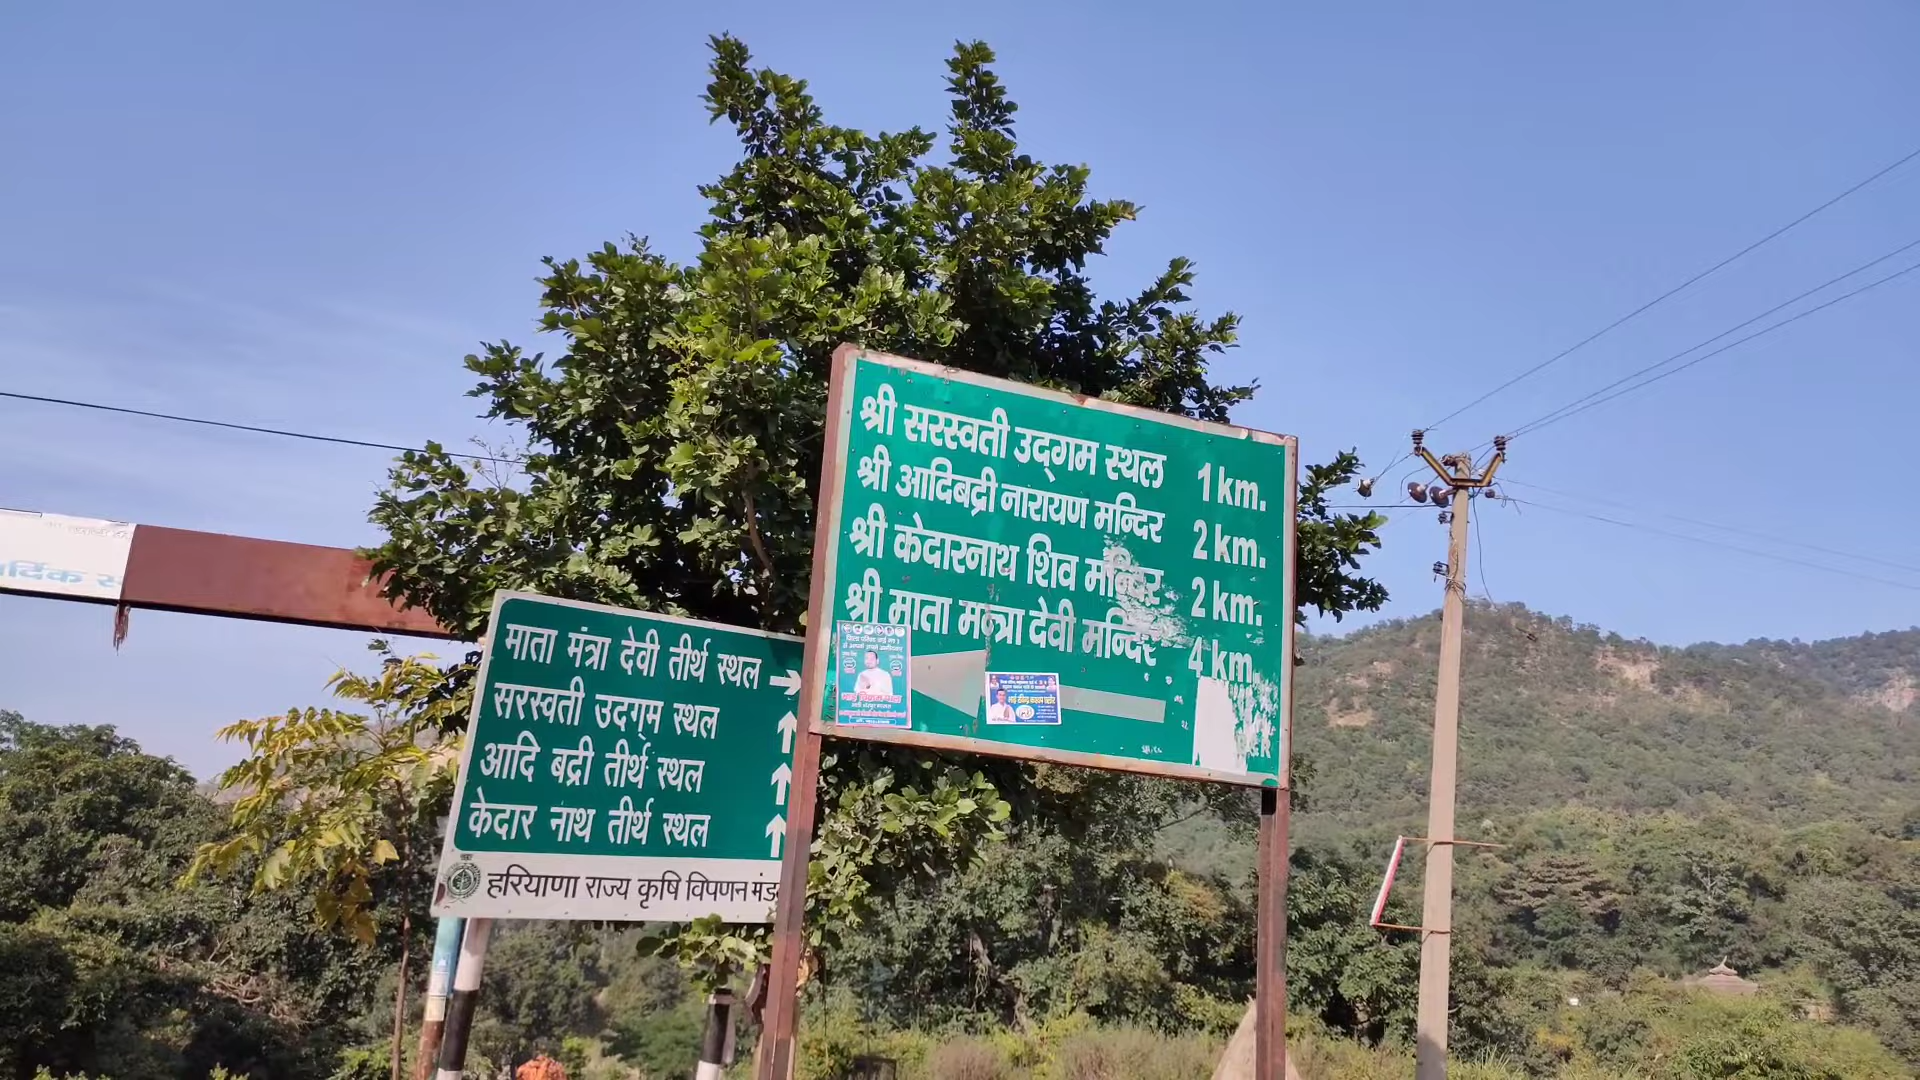 श्री सरस्वती उद्‌गम स्थल 1 km.
श्री आदिबद्री नारायण मन्दिर 2 km.
श्री केदारनाथ शिव मन्दिर 2 km.
श्री माता मन्त्रा देवी मन्दिर 4 km.
माता मंत्रा देवी तीर्थ स्थल →
सरस्वती उद्‌ग्म स्थल ↑
आदि बद्री तीर्थ स्थल ↑
केदार नाथ तीर्थ स्थल ↑
हरियाणा राज्य कृषि विपणन मंड